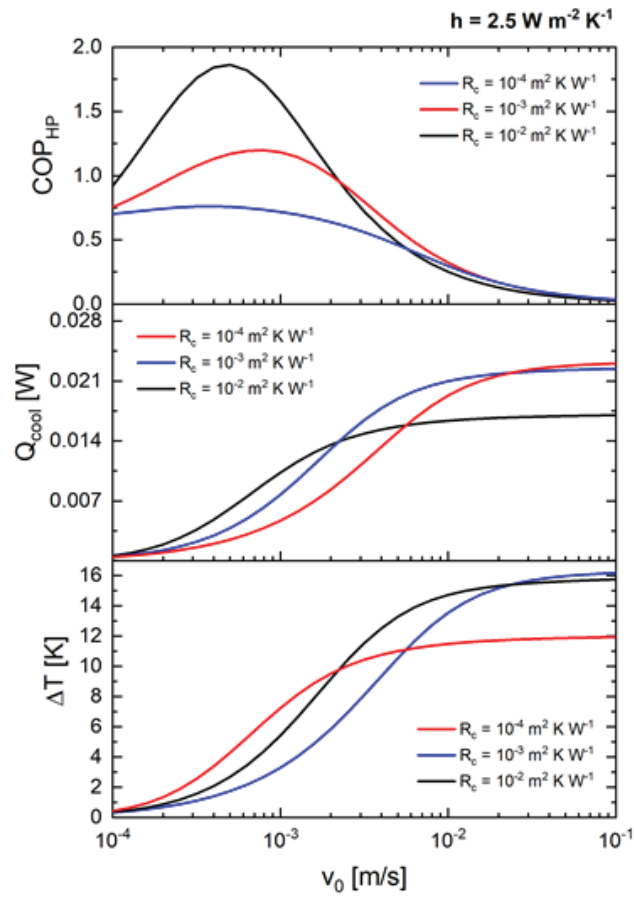 h = 2.5 W m⁻² K⁻¹
2.0
1.5
1.0
0.5
0.0
COP_HP
R_c = 10⁻⁴ m² K W⁻¹
R_c = 10⁻³ m² K W⁻¹
R_c = 10⁻² m² K W⁻¹
0.028
0.021
0.014
0.007
Q_cool [W]
R_c = 10⁻⁴ m² K W⁻¹
R_c = 10⁻³ m² K W⁻¹
R_c = 10⁻² m² K W⁻¹
16
14
12
10
8
6
4
2
0
ΔT [K]
R_c = 10⁻⁴ m² K W⁻¹
R_c = 10⁻³ m² K W⁻¹
R_c = 10⁻² m² K W⁻¹
10⁻⁴ 10⁻³ 10⁻² 10⁻¹
v₀ [m/s]